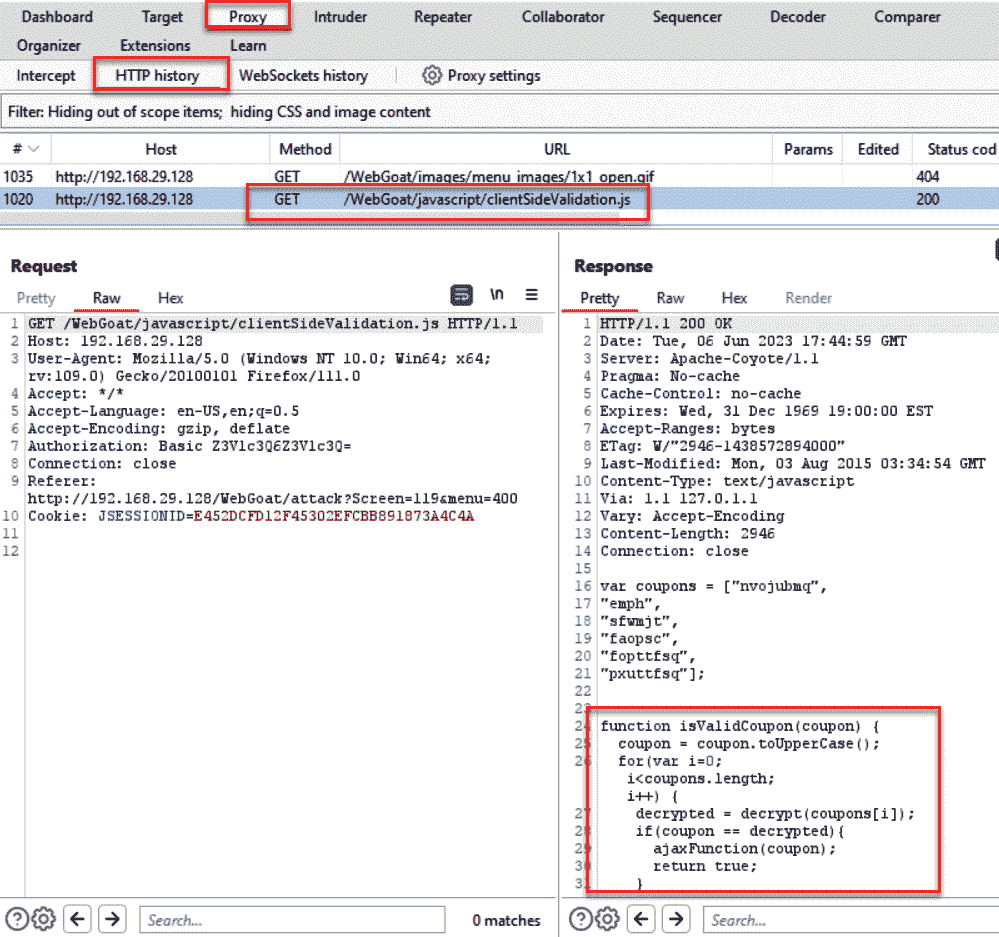 Dashboard Target Proxy Intruder Repeater Collaborator Sequencer Decoder Comparer
Organizer Extensions Learn
Intercept HTTP history WebSockets history Proxy settings
Filter: Hiding out of scope items; hiding CSS and image content
# Host Method URL Params Edited Status cod
1035 http://192.168.29.128 GET /WebGoat/images/menu_images/1x1_open.gif 404
1020 http://192.168.29.128 GET /WebGoat/javascript/clientSideValidation.js 200
Request
Pretty Raw Hex \n
1 GET /WebGoat/javascript/clientSideValidation.js HTTP/1.1
2 Host: 192.168.29.128
3 User-Agent: Mozilla/5.0 (Windows NT 10.0; Win64; x64;
rv:109.0) Gecko/20100101 Firefox/111.0
4 Accept: */*
5 Accept-Language: en-US,en;q=0.5
6 Accept-Encoding: gzip, deflate
7 Authorization: Basic Z3Vlc3Q6Z3Vlc3Q=
8 Connection: close
9 Referer:
http://192.168.29.128/WebGoat/attack?Screen=119&menu=400
10 Cookie: JSESSIONID=E452DCFD12F45302EFCBB891873A4C4A
11
12
Search... 0 matches
Response
Pretty Raw Hex Render
1 HTTP/1.1 200 OK
2 Date: Tue, 06 Jun 2023 17:44:59 GMT
3 Server: Apache-Coyote/1.1
4 Pragma: No-cache
5 Cache-Control: no-cache
6 Expires: Wed, 31 Dec 1969 19:00:00 EST
7 Accept-Ranges: bytes
8 ETag: W/"2946-1438572894000"
9 Last-Modified: Mon, 03 Aug 2015 03:34:54 GMT
10 Content-Type: text/javascript
11 Via: 1.1 127.0.1.1
12 Vary: Accept-Encoding
13 Content-Length: 2946
14 Connection: close
15
16 var coupons = ["nvojubmq",
17 "emph",
18 "sfwmjt",
19 "faopsc",
20 "fopttfsq",
21 "pxuttfsq"];
22
23
24 function isValidCoupon(coupon) {
25 coupon = coupon.toUpperCase();
26 for(var i=0;
i<coupons.length;
i++) {
27 decrypted = decrypt(coupons[i]);
28 if(coupon == decrypted){
29 ajaxFunction(coupon);
30 return true;
31 }
Search...